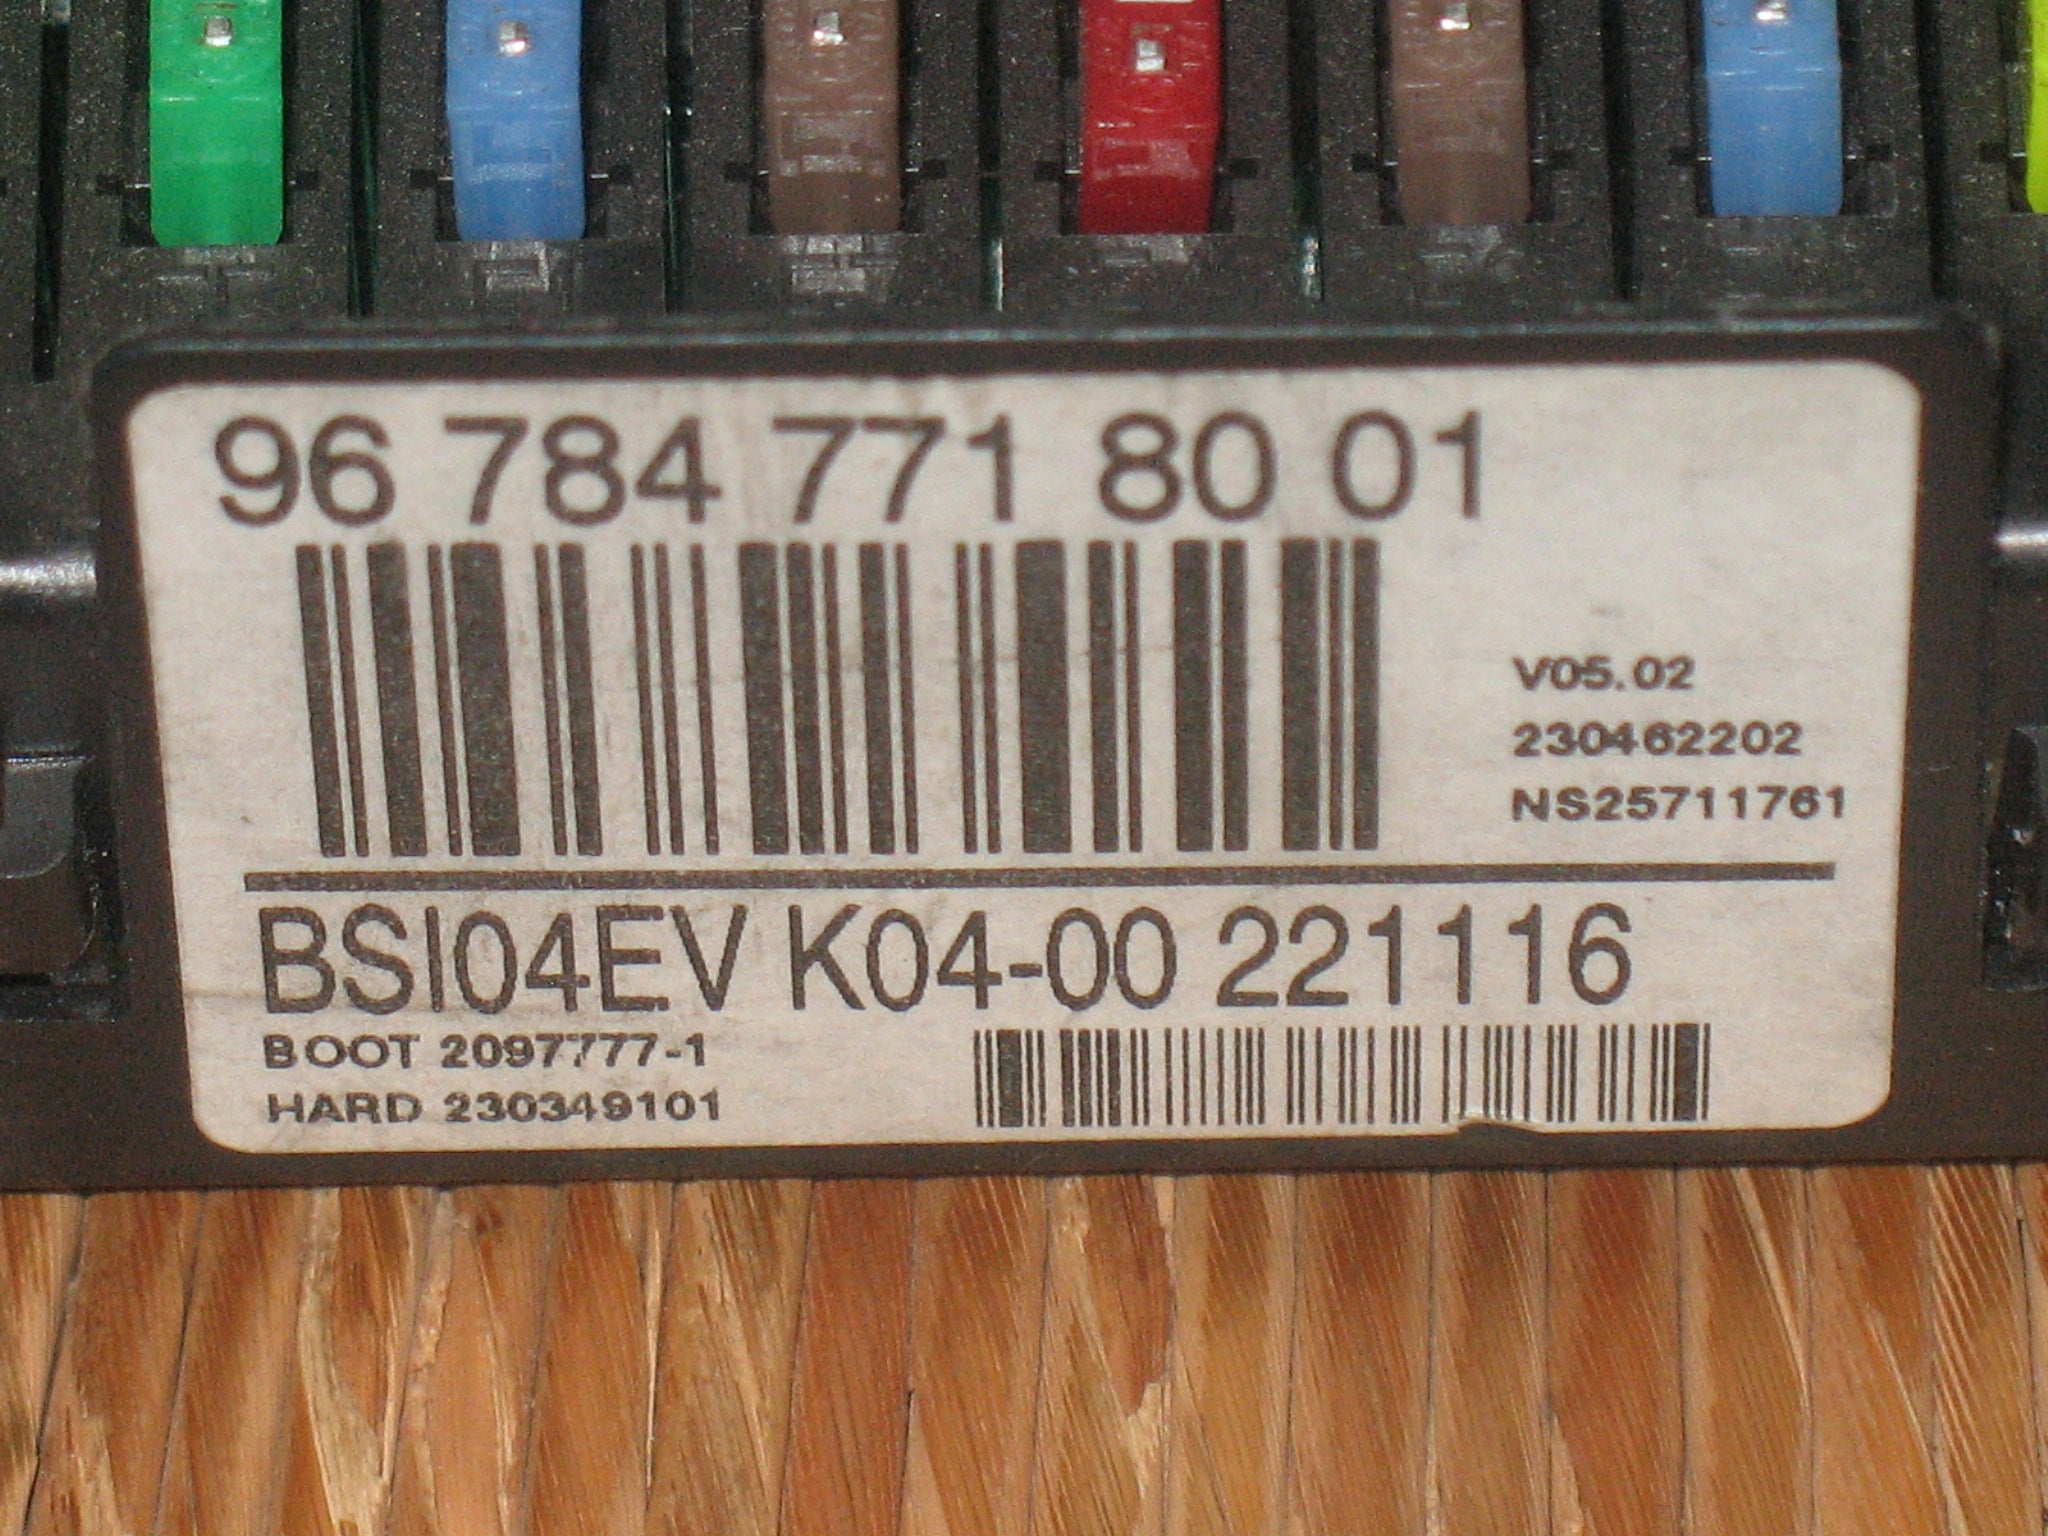 96 784 771 80 01
V05.02
230462202
NS25711761
BSI04EV K04-00 221116
BOOT 2097777-1
HARD 230349101